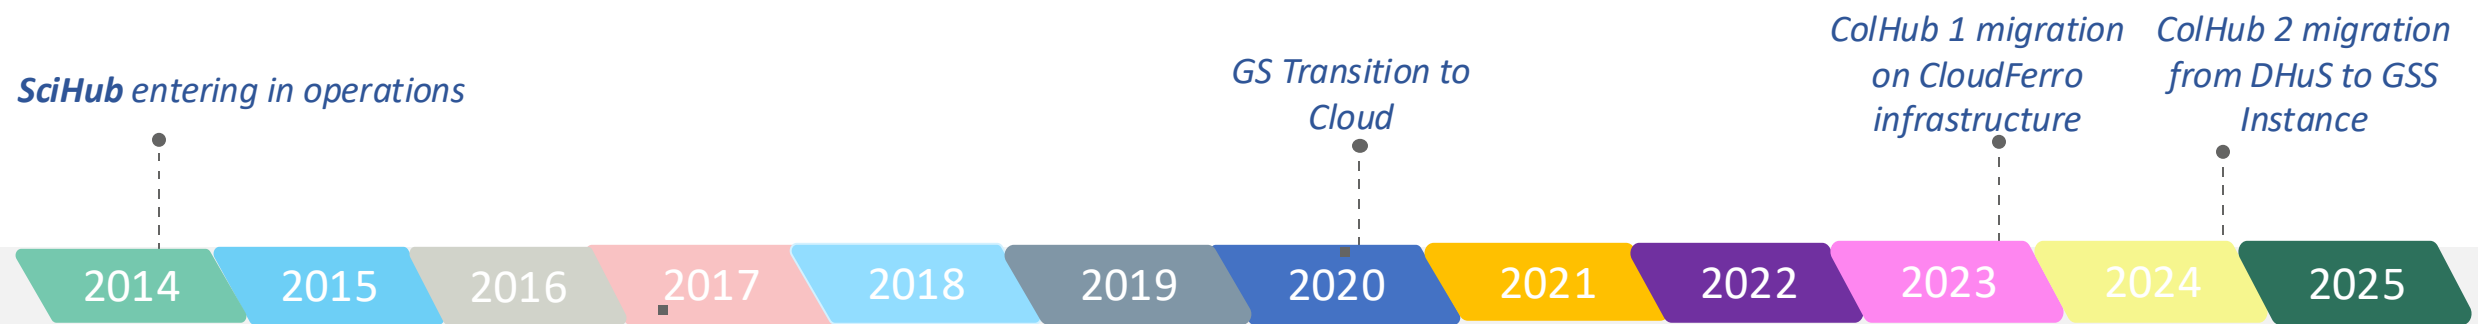 SciHub entering in operations
GS Transition to
Cloud
ColHub 1 migration
on CloudFerro
infrastructure
ColHub 2 migration
from DHuS to GSS
Instance
2014
2015
2016
2017
2018
2019
2020
2021
2022
2023
2024
2025